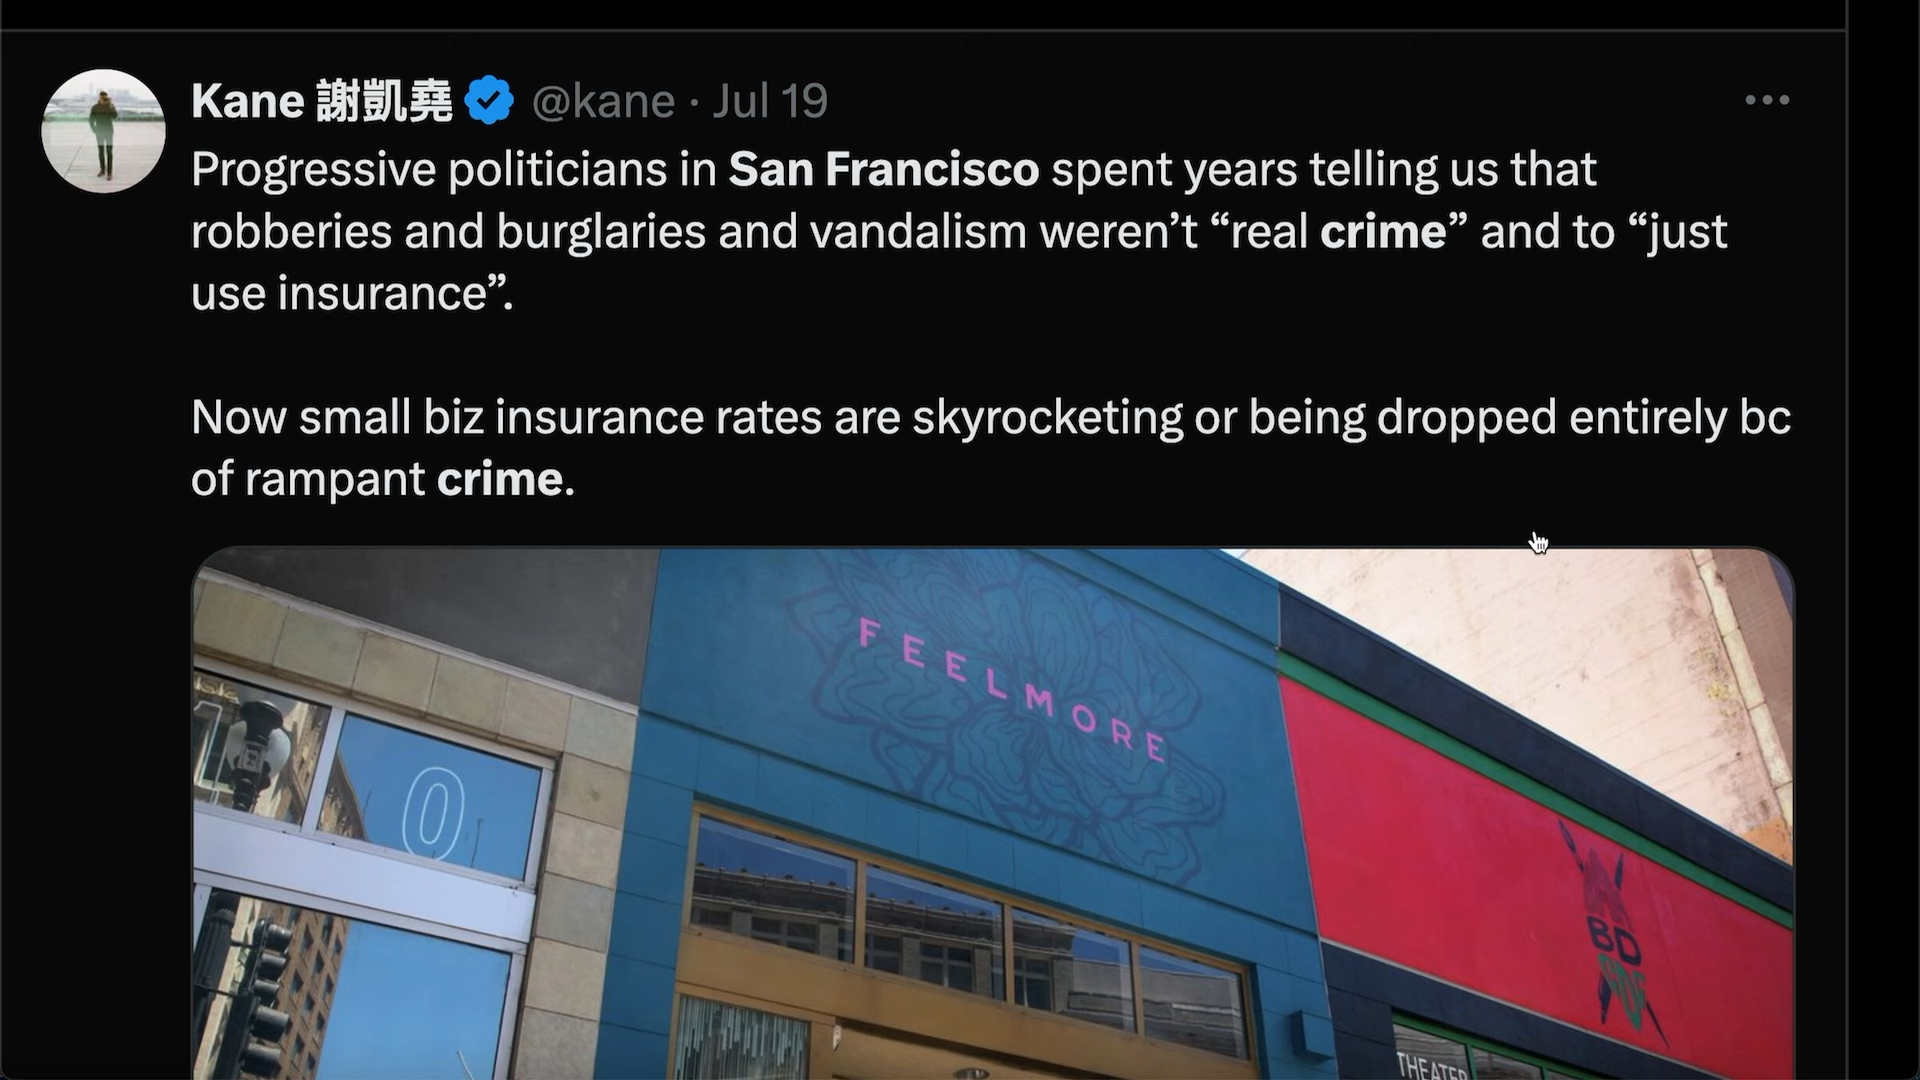 Kane 謝凱堯 @kane · Jul 19
Progressive politicians in San Francisco spent years telling us that
robberies and burglaries and vandalism weren’t “real crime” and to “just
use insurance”.
Now small biz insurance rates are skyrocketing or being dropped entirely bc
of rampant crime.
FEELMORE
0
BD
THEATER